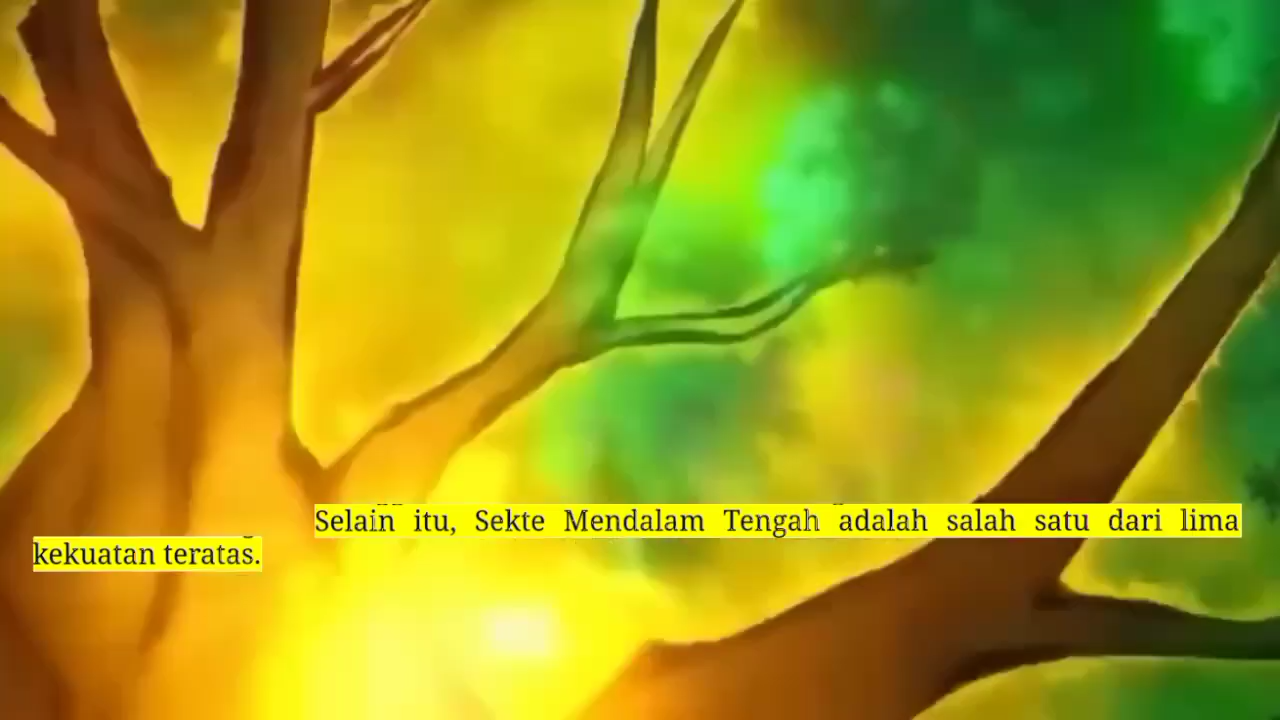 Selain itu, Sekte Mendalam Tengah adalah salah satu dari lima
kekuatan teratas.